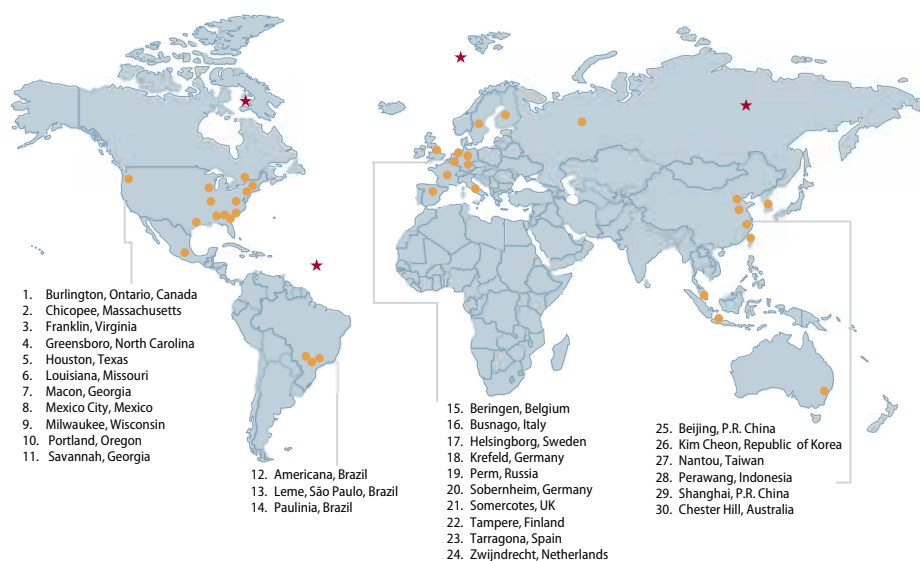 1. Burlington, Ontario, Canada
2. Chicopee, Massachusetts
3. Franklin, Virginia
4. Greensboro, North Carolina
5. Houston, Texas
6. Louisiana, Missouri
7. Macon, Georgia
8. Mexico City, Mexico
9. Milwaukee, Wisconsin
10. Portland, Oregon
11. Savannah, Georgia
12. Americana, Brazil
13. Leme, São Paulo, Brazil
14. Paulinia, Brazil
15. Beringen, Belgium
16. Busnago, Italy
17. Helsingborg, Sweden
18. Krefeld, Germany
19. Perm, Russia
20. Sobernheim, Germany
21. Somercotes, UK
22. Tampere, Finland
23. Tarragona, Spain
24. Zwijndrecht, Netherlands
25. Beijing, P.R. China
26. Kim Cheon, Republic of Korea
27. Nantou, Taiwan
28. Perawang, Indonesia
29. Shanghai, P.R. China
30. Chester Hill, Australia